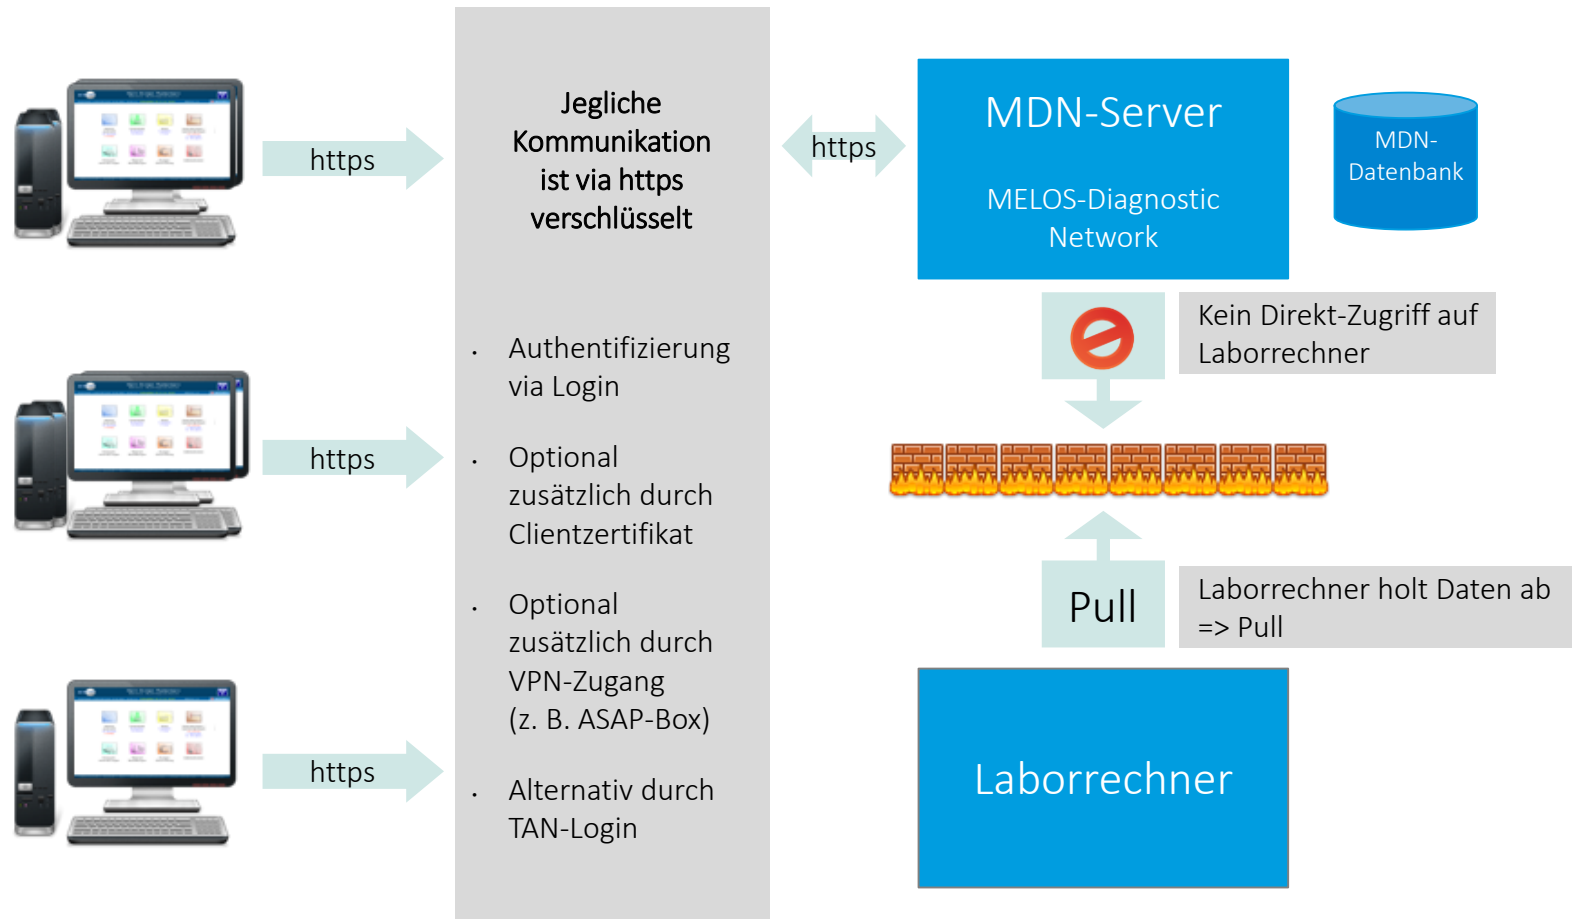 https
https
https
Jegliche
Kommunikation
ist via https
verschlüsselt
• Authentifizierung
via Login
• Optional
zusätzlich durch
Clientzertifikat
• Optional
zusätzlich durch
VPN-Zugang
(z. B. ASAP-Box)
• Alternativ durch
TAN-Login
https
MDN-Server
MELOS-Diagnostic
Network
MDN-
Datenbank
Kein Direkt-Zugriff auf
Laborrechner
Pull
Laborrechner holt Daten ab
=> Pull
Laborrechner